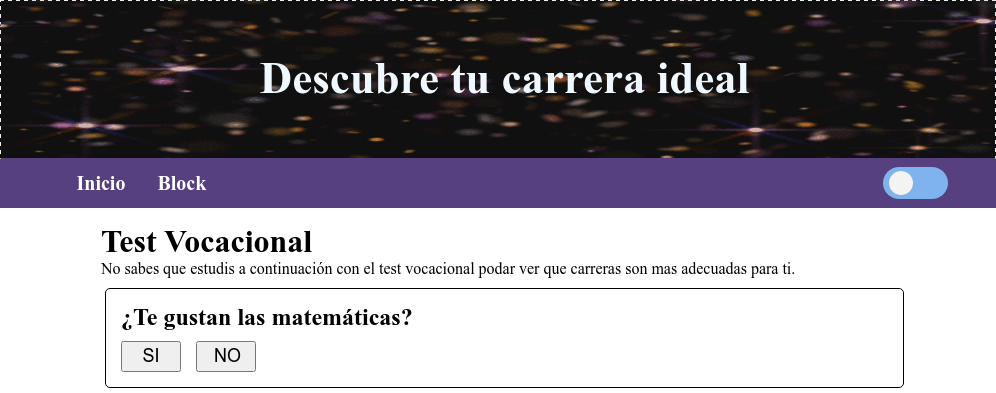 Descubre tu carrera ideal
Inicio Block
Test Vocacional
No sabes que estudis a continuación con el test vocacional podar ver que carreras son mas adecuadas para ti.
¿Te gustan las matemáticas?
SI NO